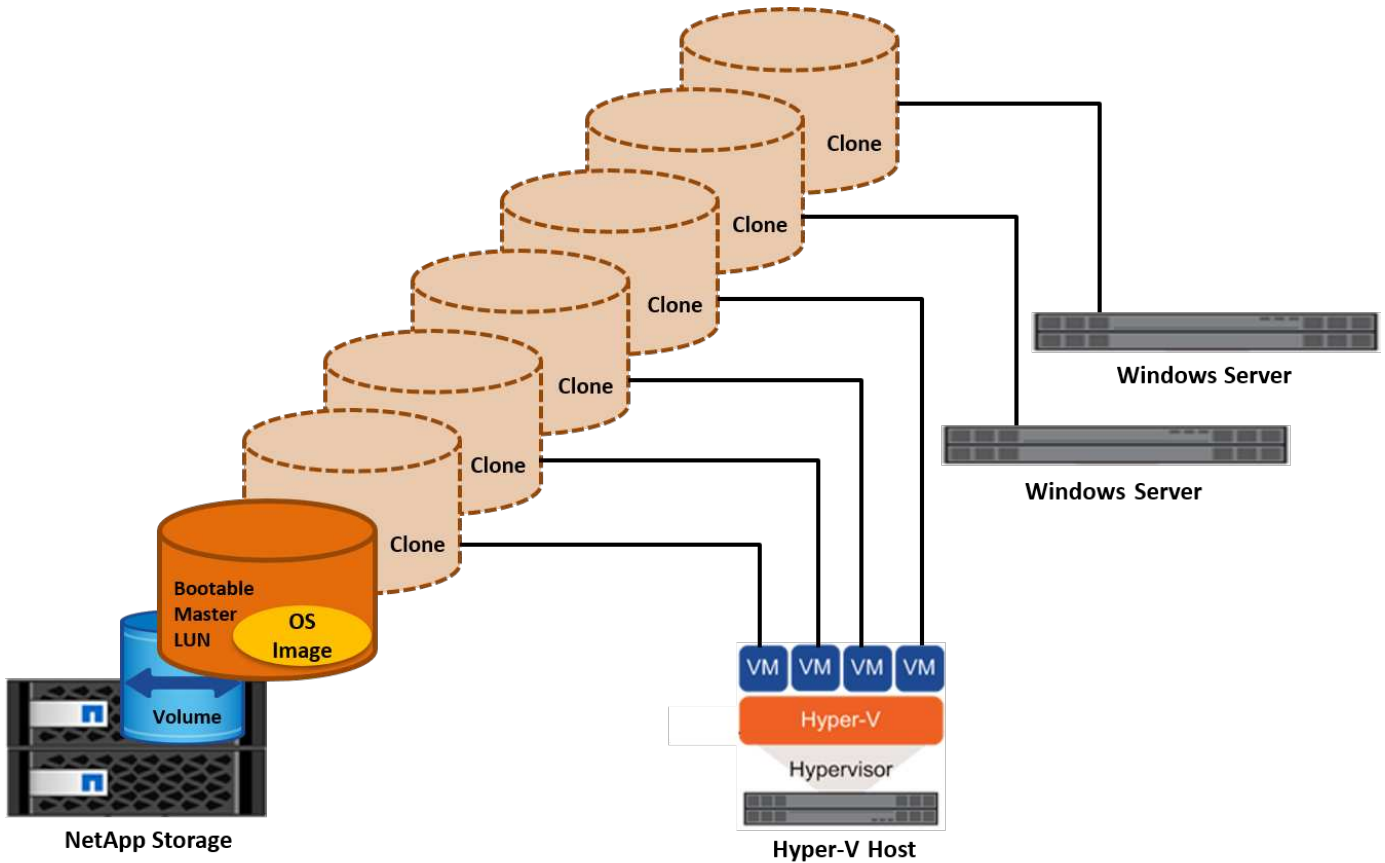 Clone
Clone
Clone
Clone
Clone
Clone
Windows Server
Windows Server
Bootable
Master
LUN
OS
Image
Volume
NetApp Storage
VM VM VM VM
Hyper-V
Hypervisor
Hyper-V Host